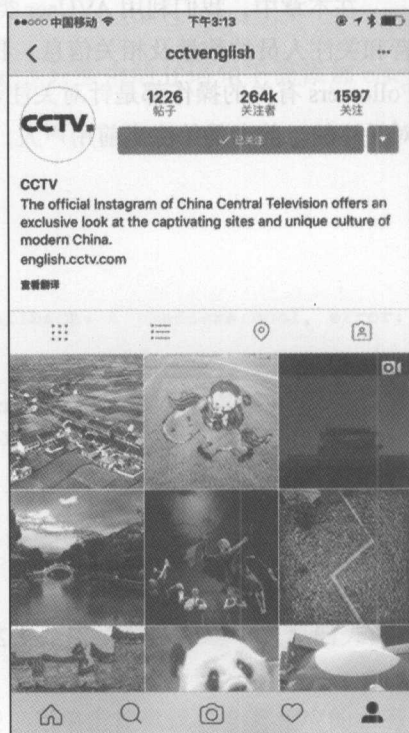 中国移动 下午3:13
cctvenglish
CCTV.
1226 264k 1597
帖子 关注者 关注
✓ 已关注
CCTV
The official Instagram of China Central Television offers an
exclusive look at the captivating sites and unique culture of
modern China.
english.cctv.com
查看翻译